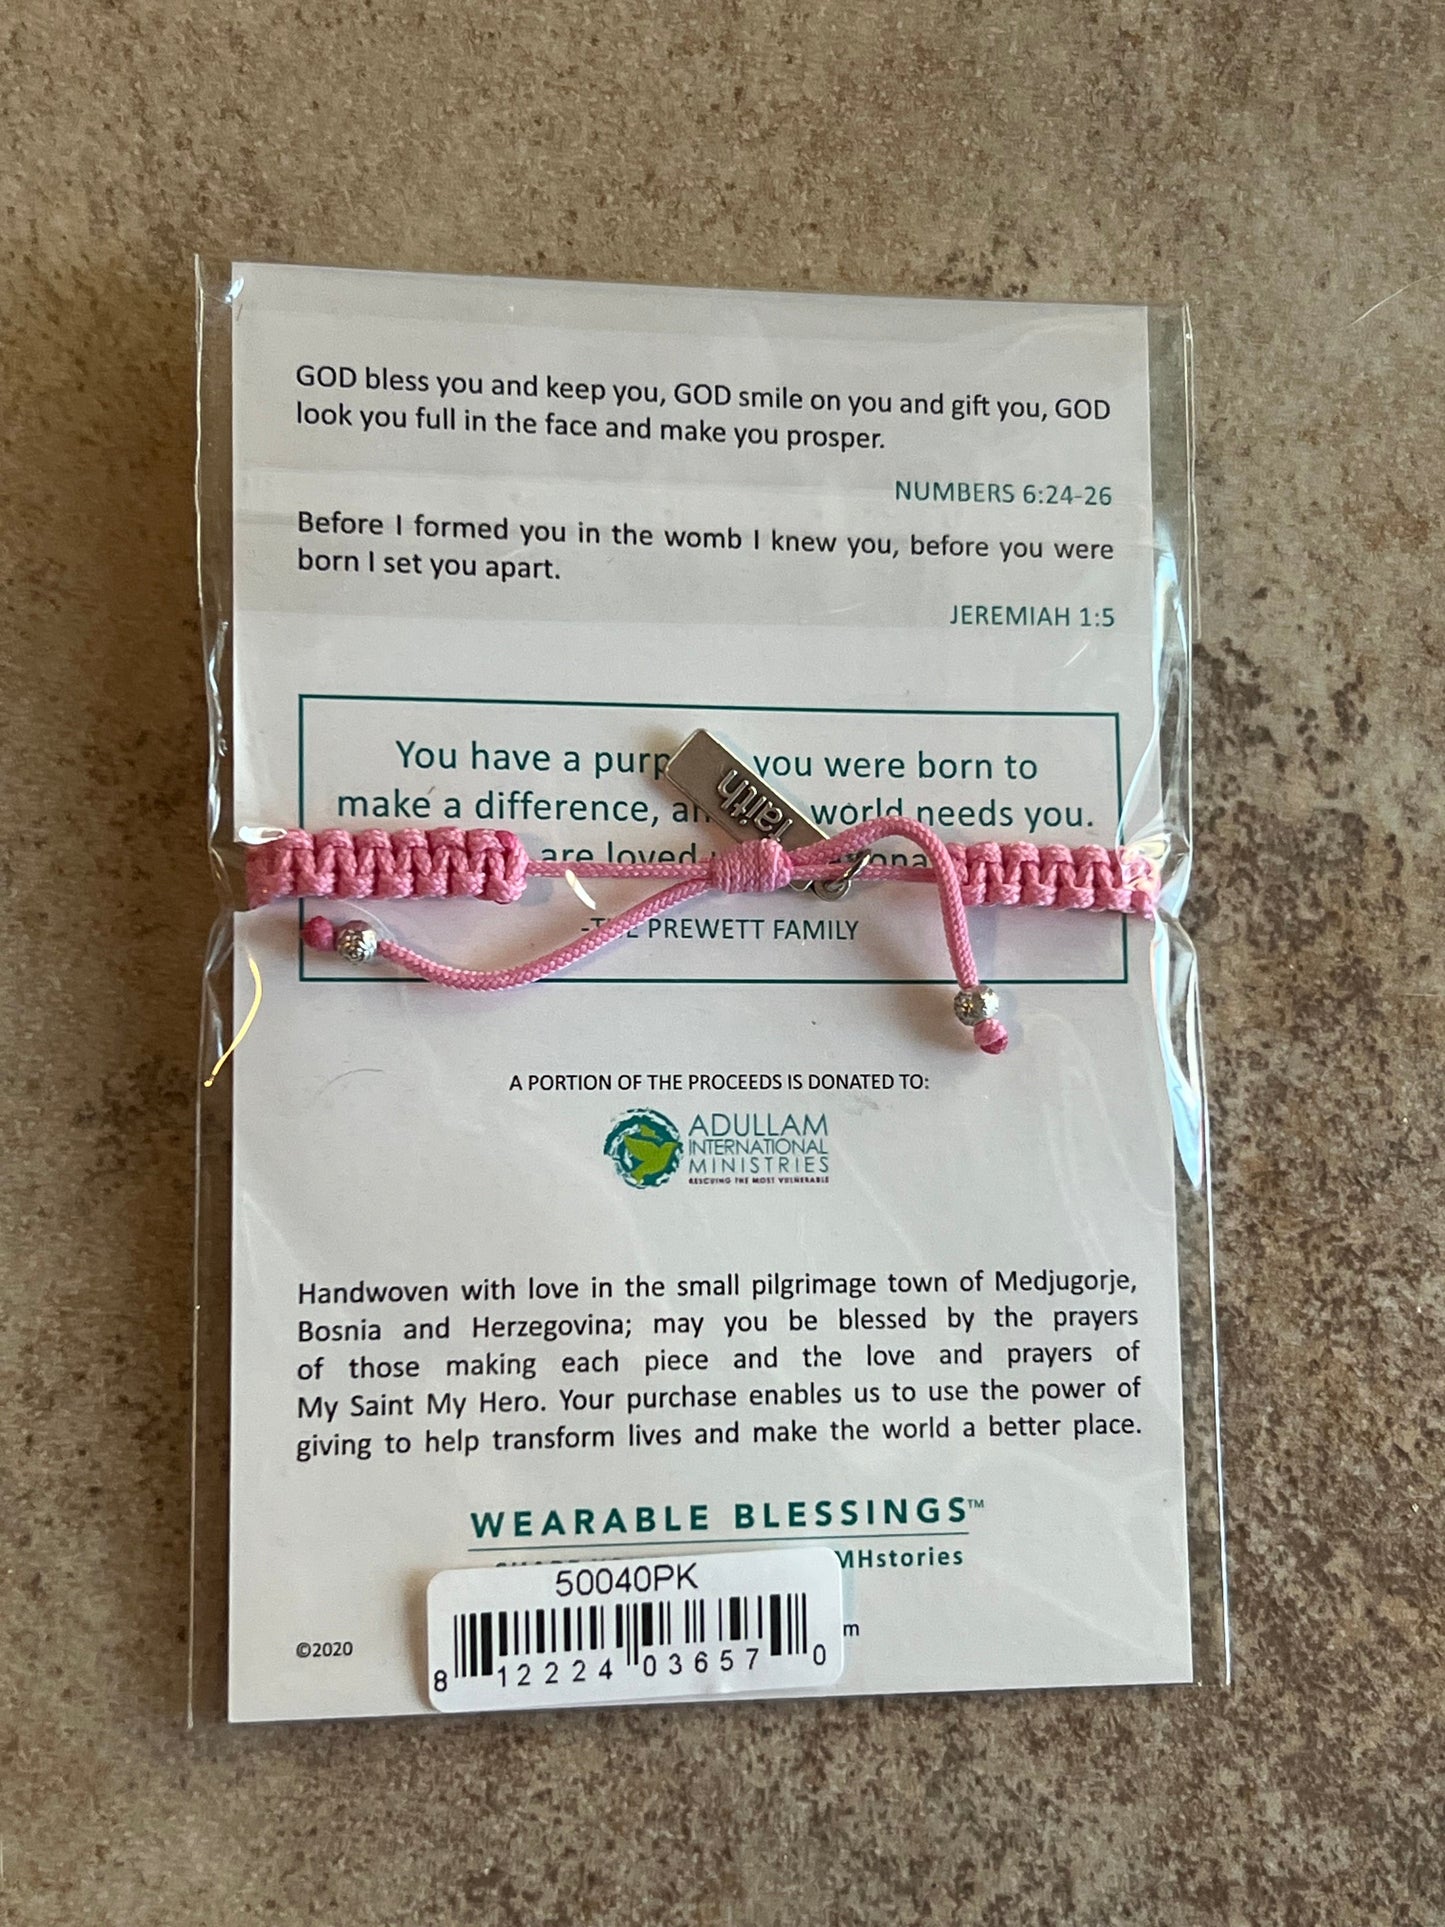 GOD bless you and keep you, GOD smile on you and gift you, GOD
look you full in the face and make you prosper.
NUMBERS 6:24-26
Before I formed you in the womb I knew you, before you were
born I set you apart.
JEREMIAH 1:5
You have a you were born to
make a difference, world needs you.
are loved
faith
PREWETT FAMILY
A PORTION OF THE PROCEEDS IS DONATED TO:
ADULLAM
INTERNATIONAL
MINISTRIES
RESCUING THE MOST VULNERABLE
Handwoven with love in the small pilgrimage town of Medjugorje,
Bosnia and Herzegovina; may you be blessed by the prayers
of those making each piece and the love and prayers of
My Saint My Hero. Your purchase enables us to use the power of
giving to help transform lives and make the world a better place.
WEARABLE BLESSINGS™
MHstories
50040PK
©2020
8 12224 03657 0